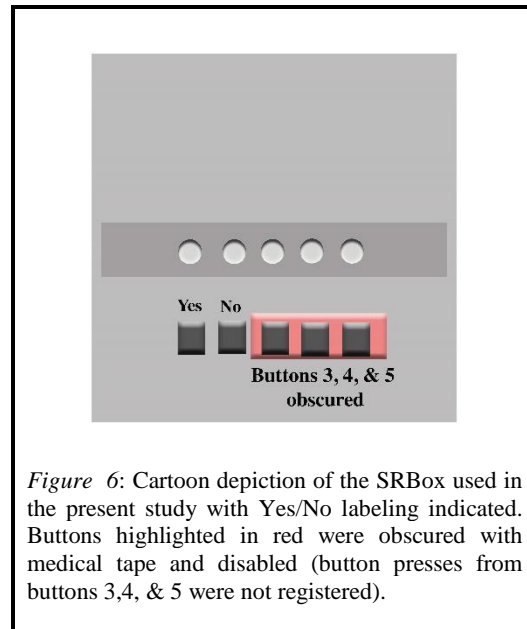 Yes No
Buttons 3, 4, & 5
obscured
Figure 6: Cartoon depiction of the SRBox used in
the present study with Yes/No labeling indicated.
Buttons highlighted in red were obscured with
medical tape and disabled (button presses from
buttons 3,4, & 5 were not registered).